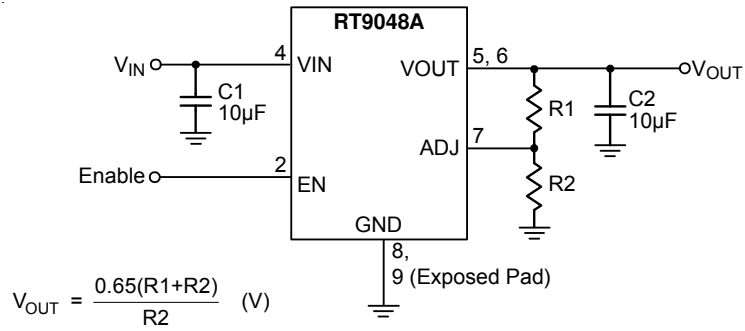 RT9048A
VIN
4
VIN
VOUT
5, 6
VOUT
C1
10µF
R1
C2
10µF
ADJ
7
Enable
2
EN
R2
GND
8,
9 (Exposed Pad)
VOUT = 0.65(R1+R2) / R2 (V)